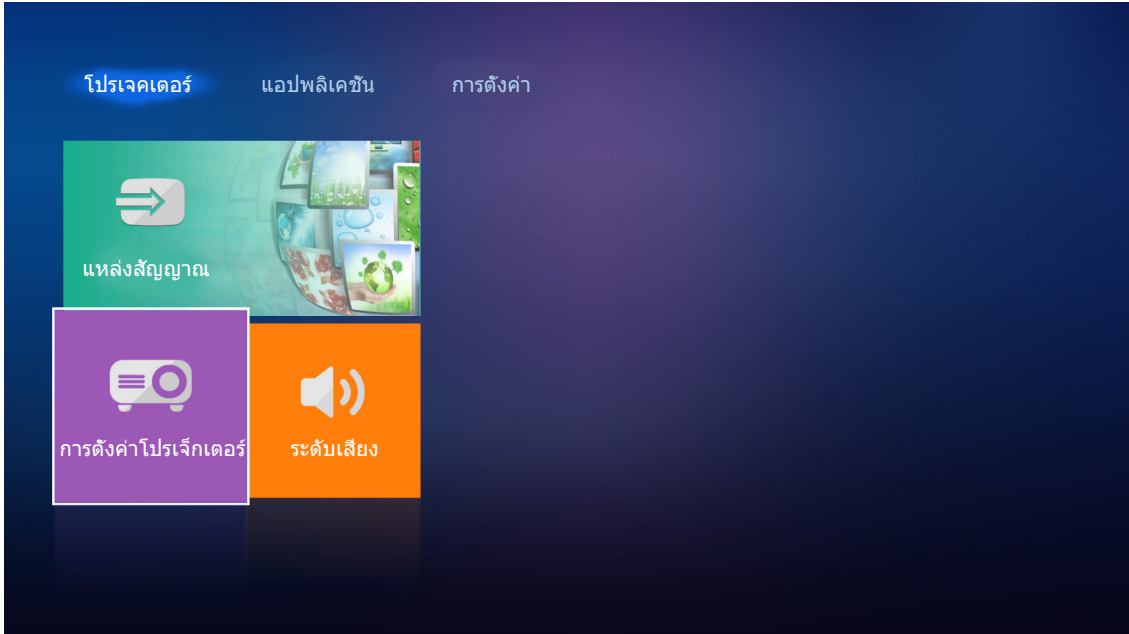 โปรเจคเตอร์ แอปพลิเคชัน การตั้งค่า
แหล่งสัญญาณ
การตั้งค่าโปรเจ็กเตอร์ ระดับเสียง